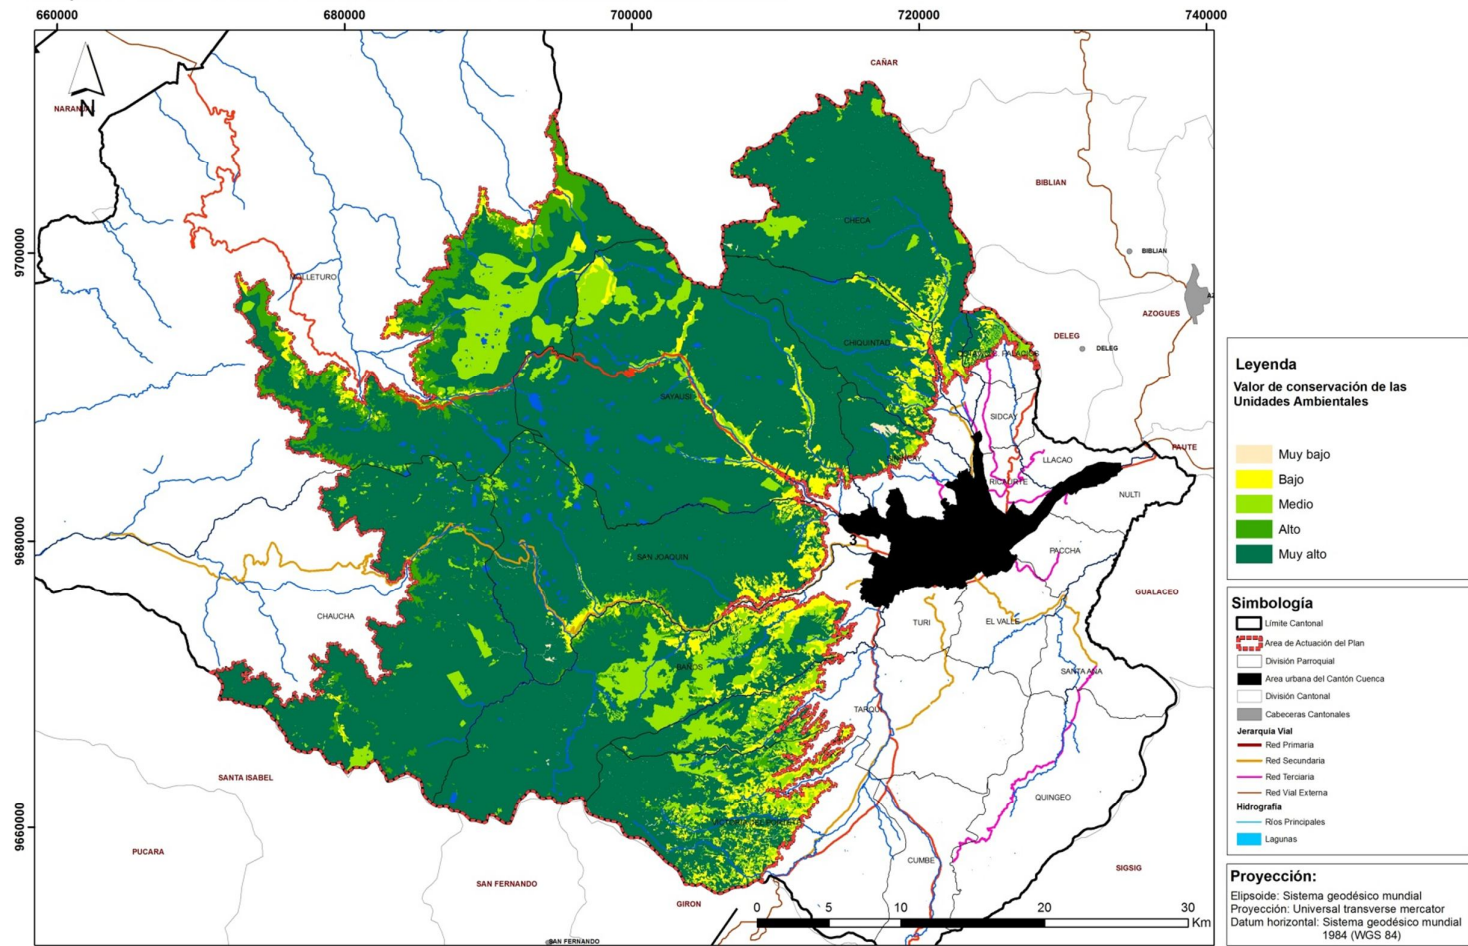 660000
680000
700000
720000
740000
CAÑAR
N
BIBLIAN
CHECA
9700000
BIBLIAN
MOLLETURO
AZOGUES
DELEG
CHIQUINTAD
DELEG
SAYAUSI
SIDCAY
PAUTE
LLACAO
RICAURTE
NULTI
9680000
3
SAN JOAQUIN
PACCHA
GUALACEO
CHAUCHA
TURI
EL VALLE
BAÑOS
SANTA ANA
TARQUI
SANTA ISABEL
QUINGEO
9660000
PUCARA
CUMBE
SIGSIG
SAN FERNANDO
GIRON
0 5 10 20 30
Km
SAN FERNANDO
Leyenda
Valor de conservación de las
Unidades Ambientales
Muy bajo
Bajo
Medio
Alto
Muy alto
Simbología
Límite Cantonal
Area de Actuación del Plan
División Parroquial
Area urbana del Cantón Cuenca
División Cantonal
Cabeceras Cantonales
Jerarquia Vial
Red Primaria
Red Secundaria
Red Terciaria
Red Vial Externa
Hidrografía
Ríos Principales
Lagunas
Proyección:
Elipsoide: Sistema geodésico mundial
Proyección: Universal transverse mercator
Datum horizontal: Sistema geodésico mundial
1984 (WGS 84)